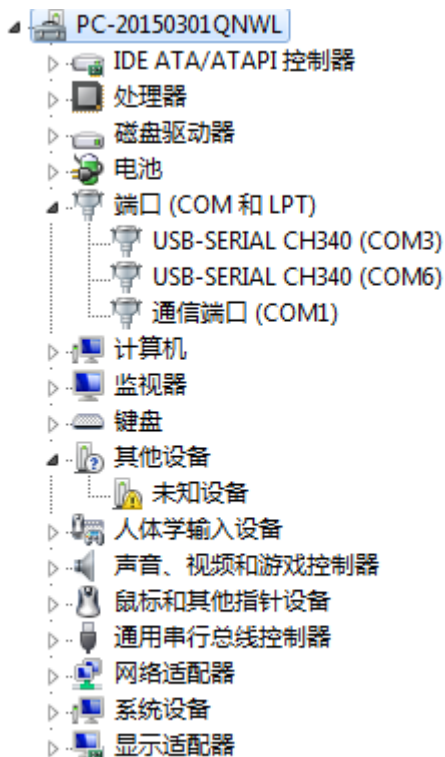 PC-20150301QNWL
IDE ATA/ATAPI 控制器
处理器
磁盘驱动器
电池
端口 (COM 和 LPT)
USB-SERIAL CH340 (COM3)
USB-SERIAL CH340 (COM6)
通信端口 (COM1)
计算机
监视器
键盘
其他设备
未知设备
人体学输入设备
声音、视频和游戏控制器
鼠标和其他指针设备
通用串行总线控制器
网络适配器
系统设备
显示适配器